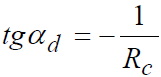 tgα_d = -1/R_c